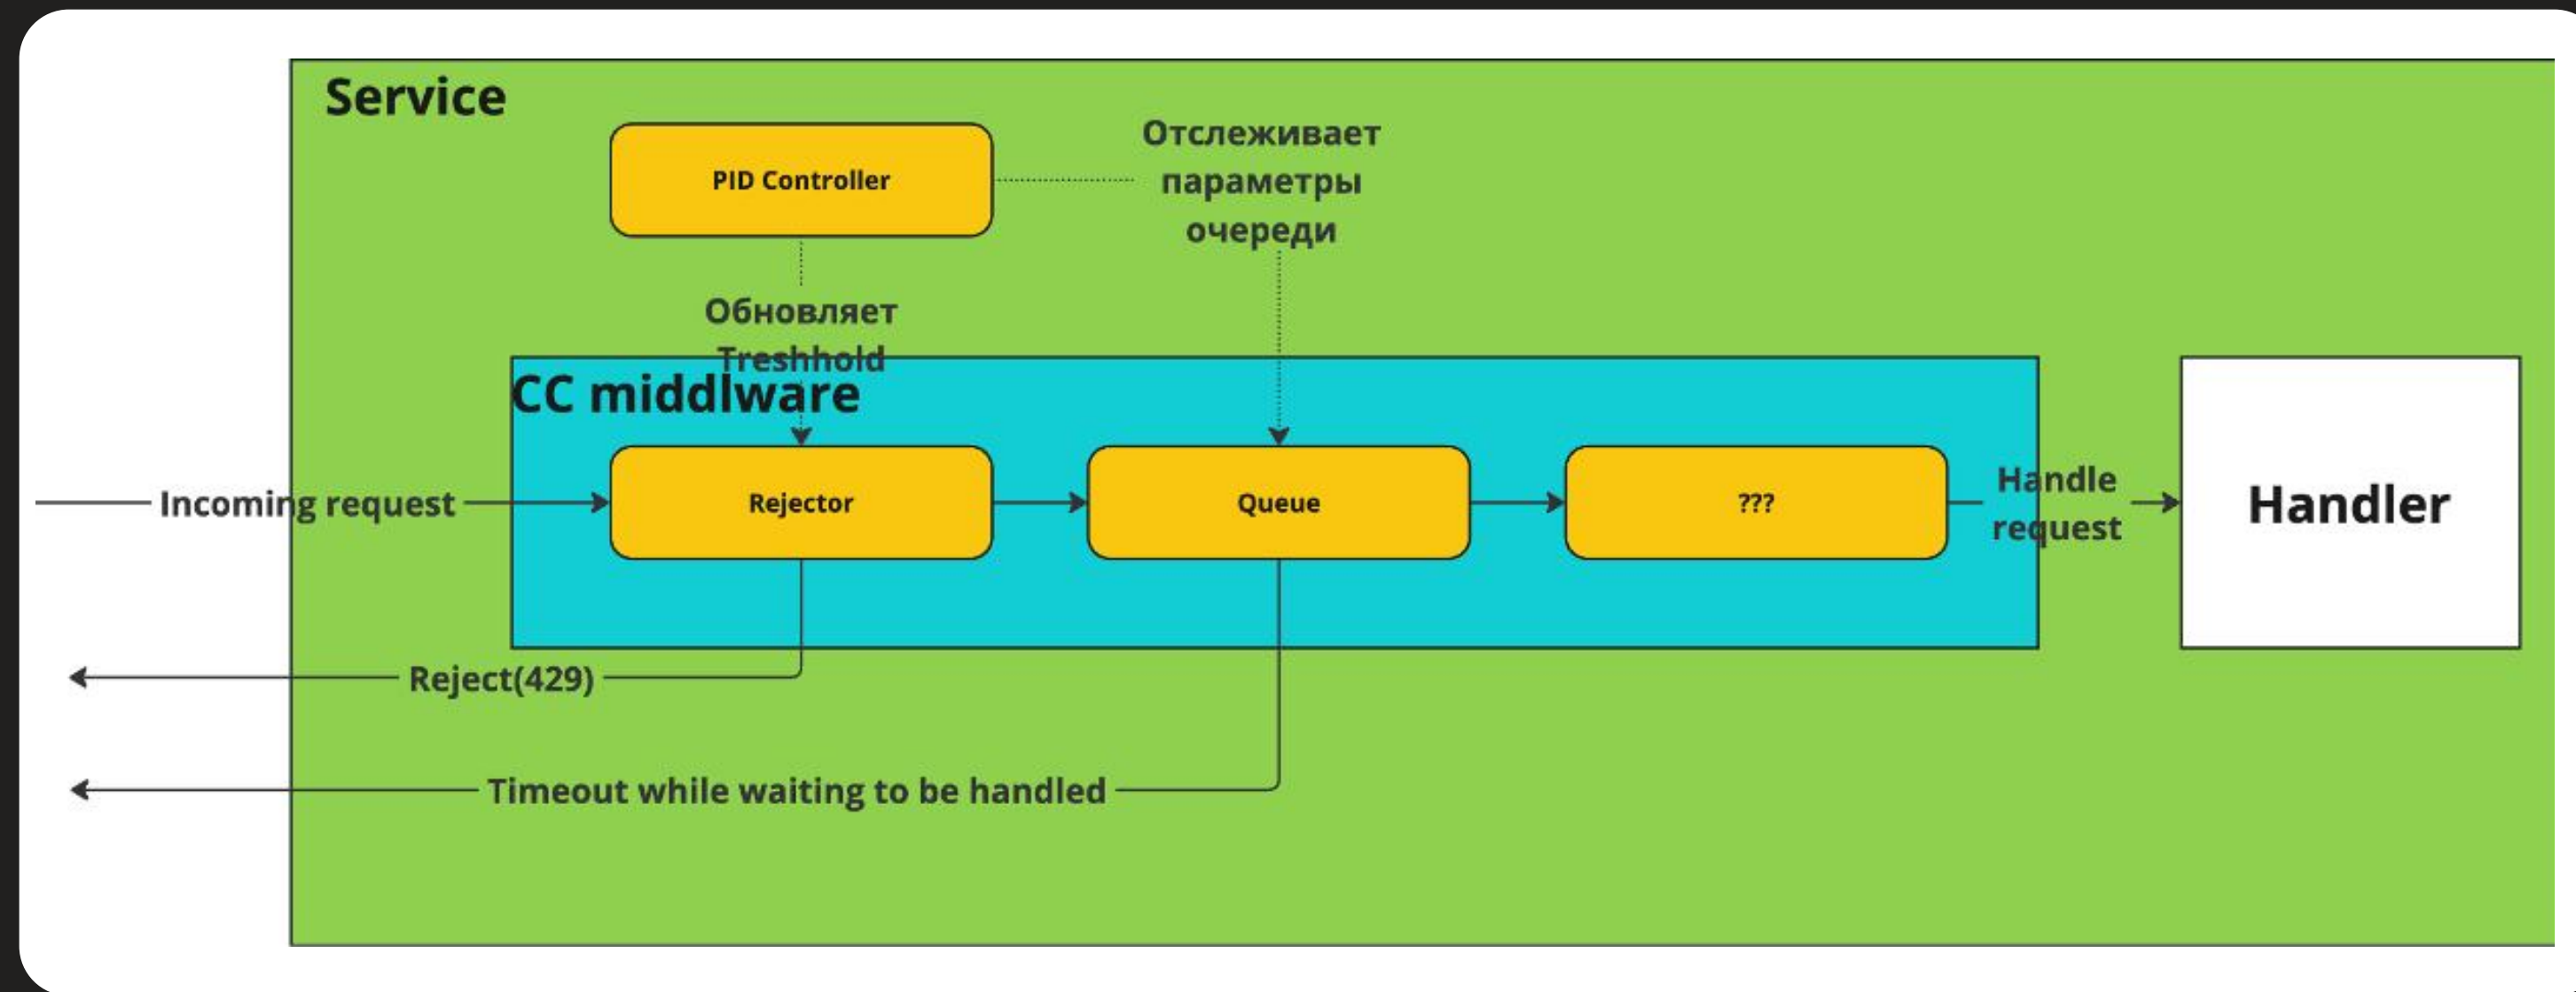 Service
PID Controller
Отслеживает
параметры
очереди
Обновляет
Treshhold
CC middlware
Incoming request
Rejector
Queue
???
Handle
request
Handler
Reject(429)
Timeout while waiting to be handled